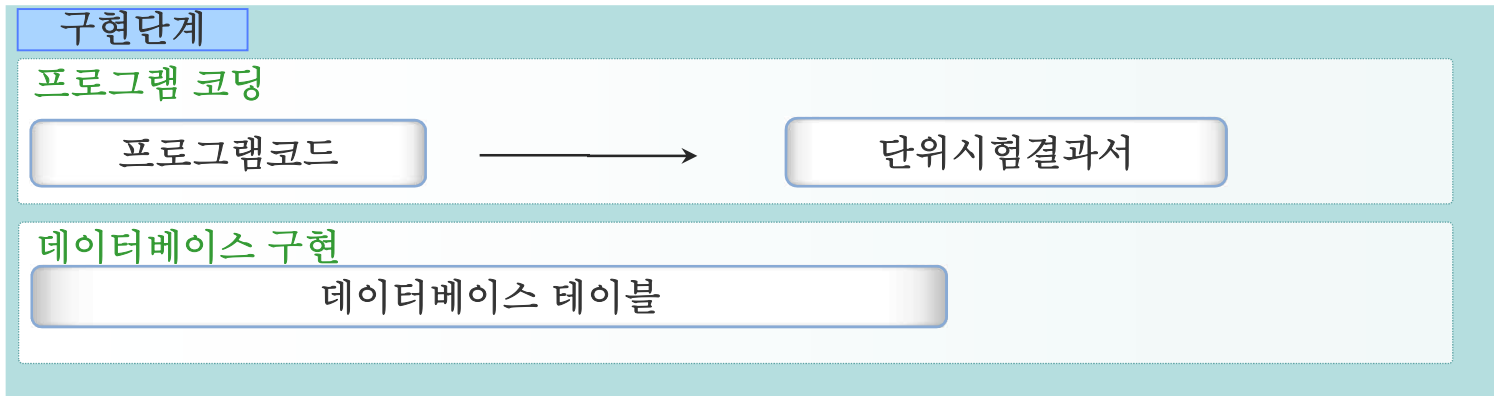 구현단계
프로그램 코딩
프로그램코드
단위시험결과서
데이터베이스 구현
데이터베이스 테이블